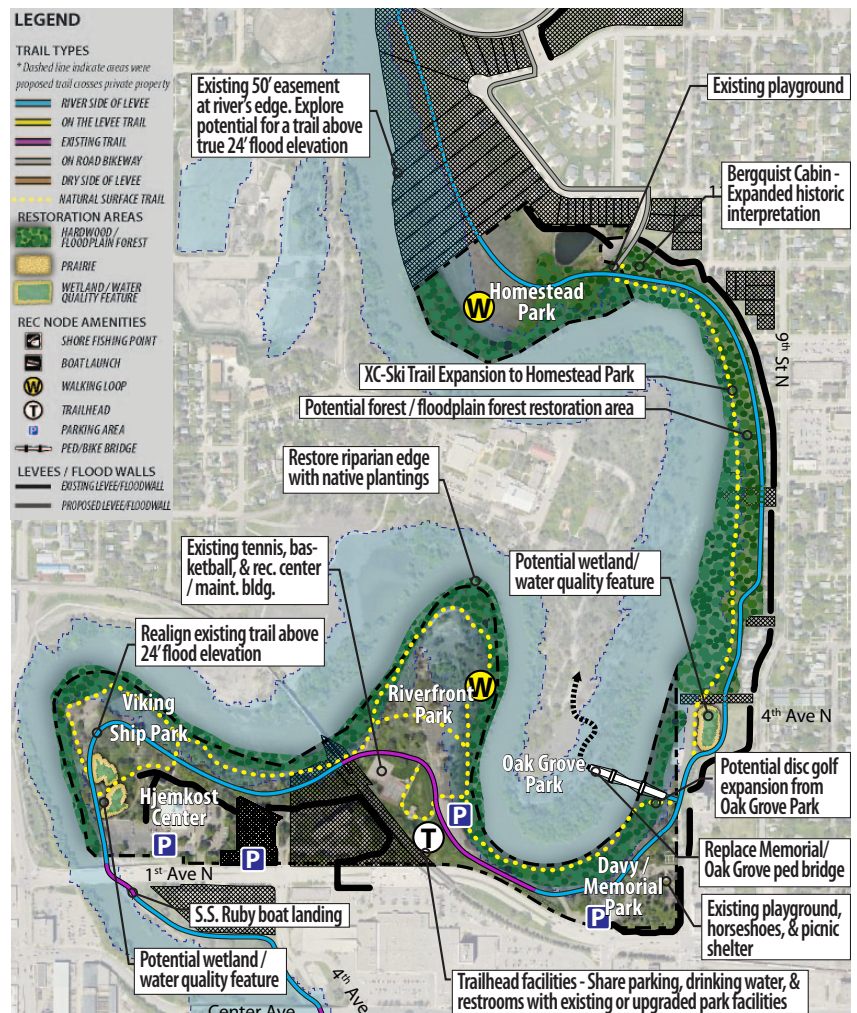 LEGEND
TRAIL TYPES
* Dashed line indicate areas were
proposed trail crosses private property
RIVER SIDE OF LEVEE
ON THE LEVEE TRAIL
EXISTING TRAIL
ON ROAD BIKEWAY
DRY SIDE OF LEVEE
NATURAL SURFACE TRAIL
RESTORATION AREAS
HARDWOOD /
FLOODPLAIN FOREST
PRAIRIE
WETLAND / WATER
QUALITY FEATURE
REC NODE AMENITIES
SHORE FISHING POINT
BOAT LAUNCH
W WALKING LOOP
T TRAILHEAD
P PARKING AREA
PED/BIKE BRIDGE
LEVEES / FLOOD WALLS
EXISTING LEVEE/FLOODWALL
PROPOSED LEVEE/FLOODWALL
Existing 50' easement
at river's edge. Explore
potential for a trail above
true 24' flood elevation
Existing playground
Bergquist Cabin -
Expanded historic
interpretation
1
W
Homestead
Park
9th St N
XC-Ski Trail Expansion to Homestead Park
Potential forest / floodplain forest restoration area
Restore riparian edge
with native plantings
Existing tennis, bas-
ketball, & rec. center
/ maint. bldg.
Potential wetland/
water quality feature
Realign existing trail above
24' flood elevation
Viking
Ship Park
Riverfront
Park
W
4th Ave N
Oak Grove
Park
Hjemkost
Center
Potential disc golf
expansion from
Oak Grove Park
P
P
P
T
1st Ave N
Replace Memorial/
Oak Grove ped bridge
Davy /
Memorial
Park
P
Existing playground,
horseshoes, & picnic
shelter
S.S. Ruby boat landing
Potential wetland /
water quality feature
4th Ave
Trailhead facilities - Share parking, drinking water, &
restrooms with existing or upgraded park facilities
Center Ave